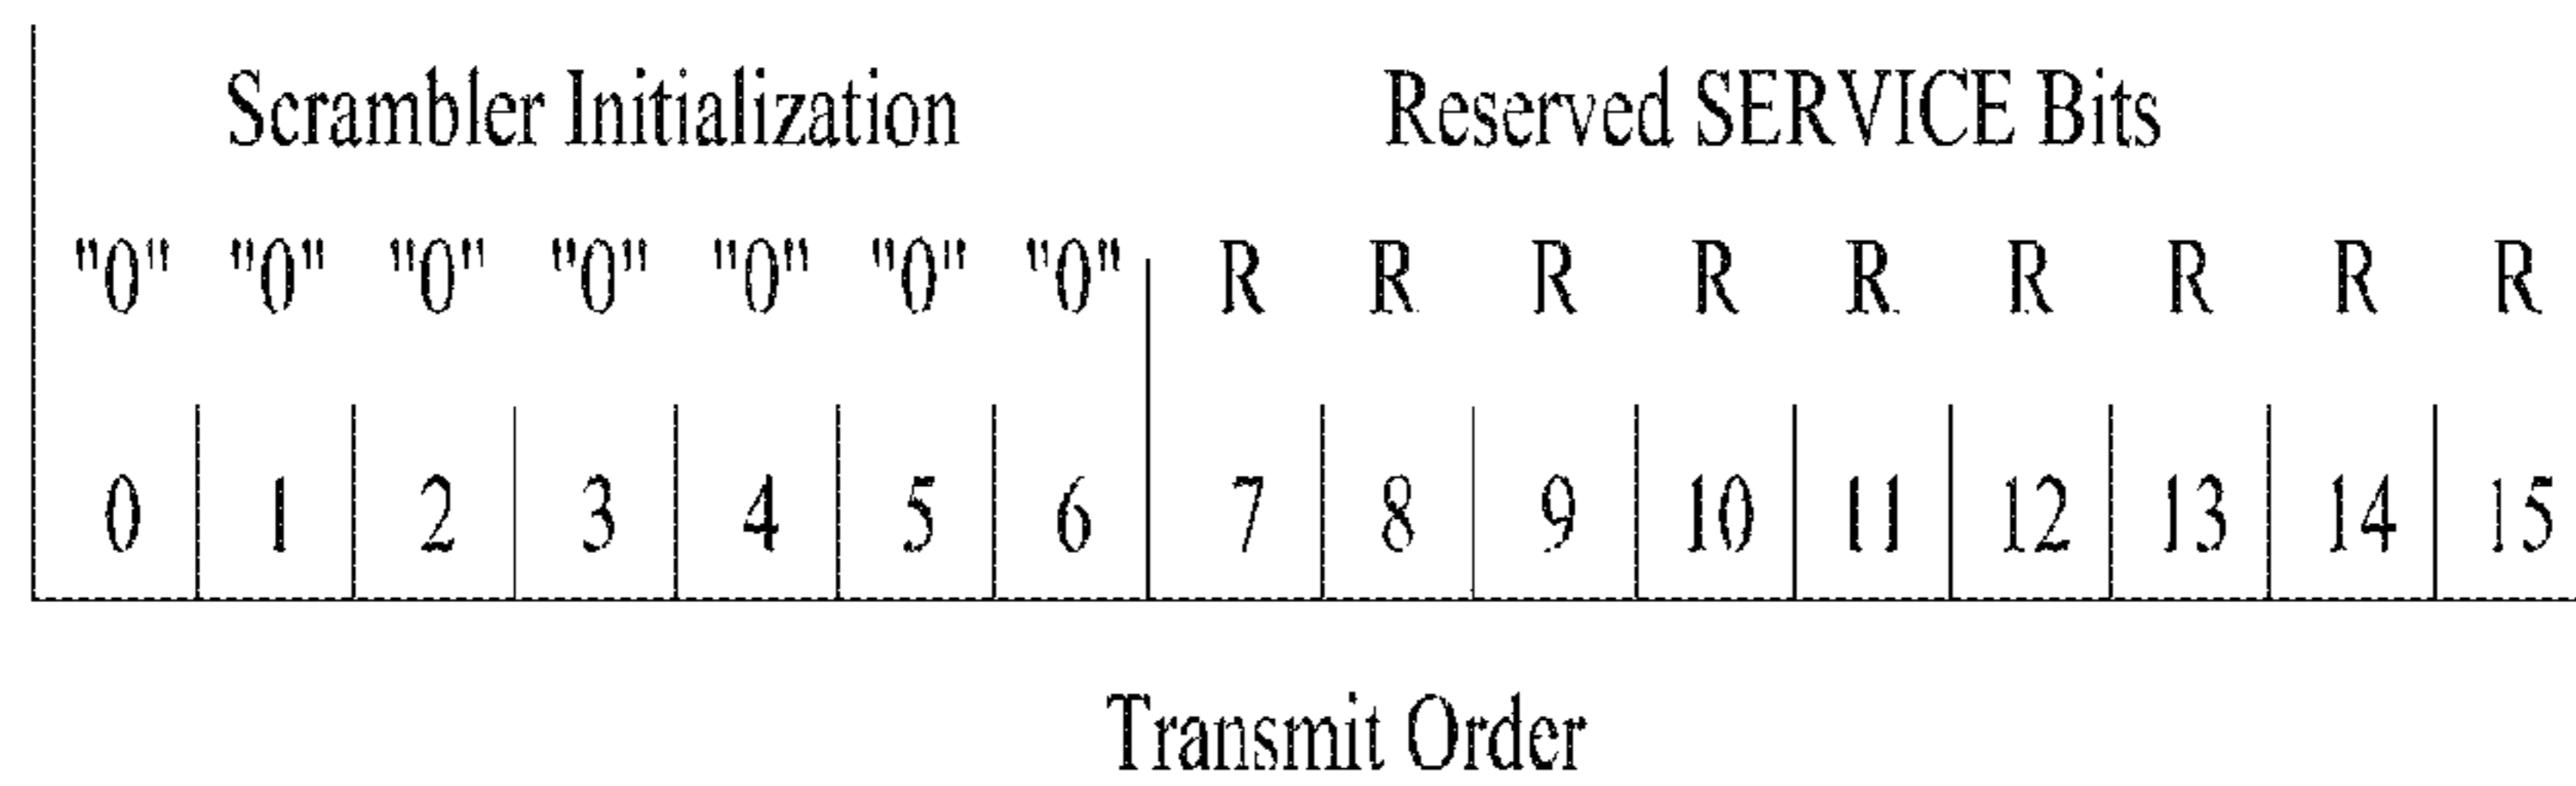 Scrambler Initialization Reserved SERVICE Bits
"0" "0" "0" "0" "0" "0" "0" R R R R R R R R R
0 1 2 3 4 5 6 7 8 9 10 11 12 13 14 15
Transmit Order